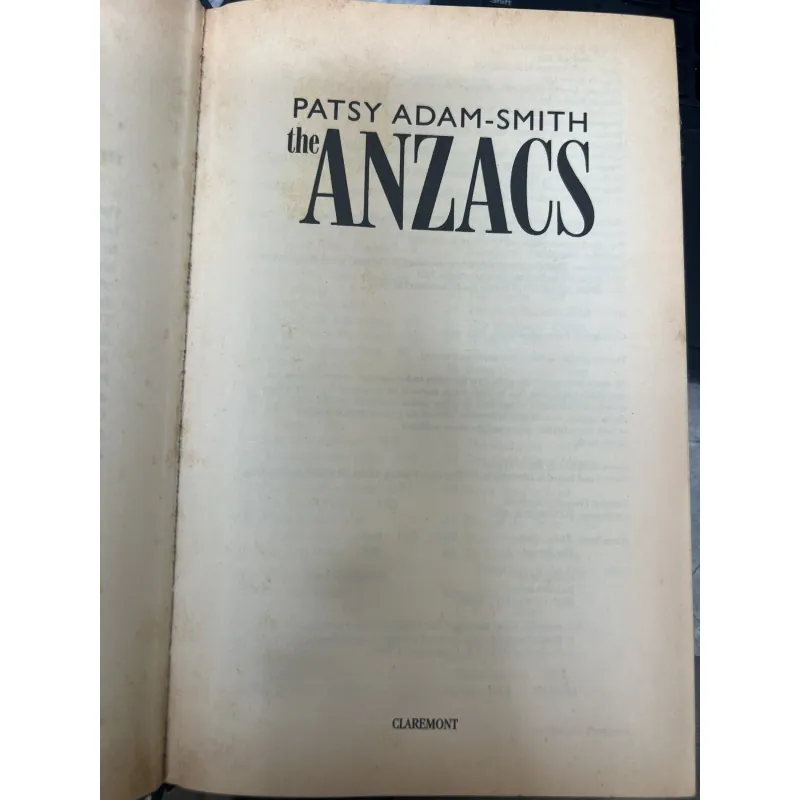 PATSY ADAM-SMITH
the ANZACS
CLAREMONT